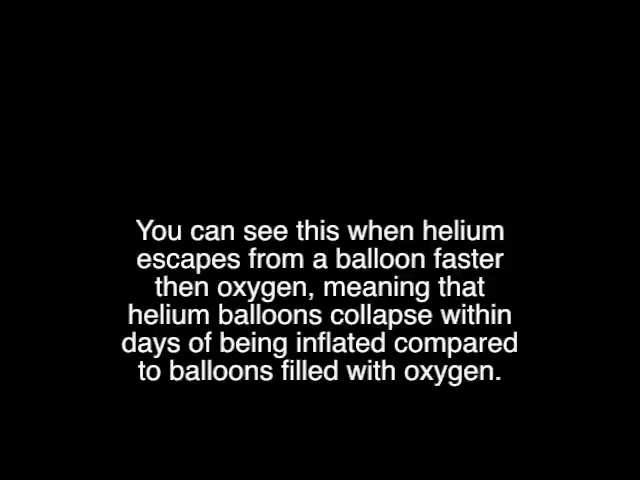 You can see this when helium
escapes from a balloon faster
then oxygen, meaning that
helium balloons collapse within
days of being inflated compared
to balloons filled with oxygen.